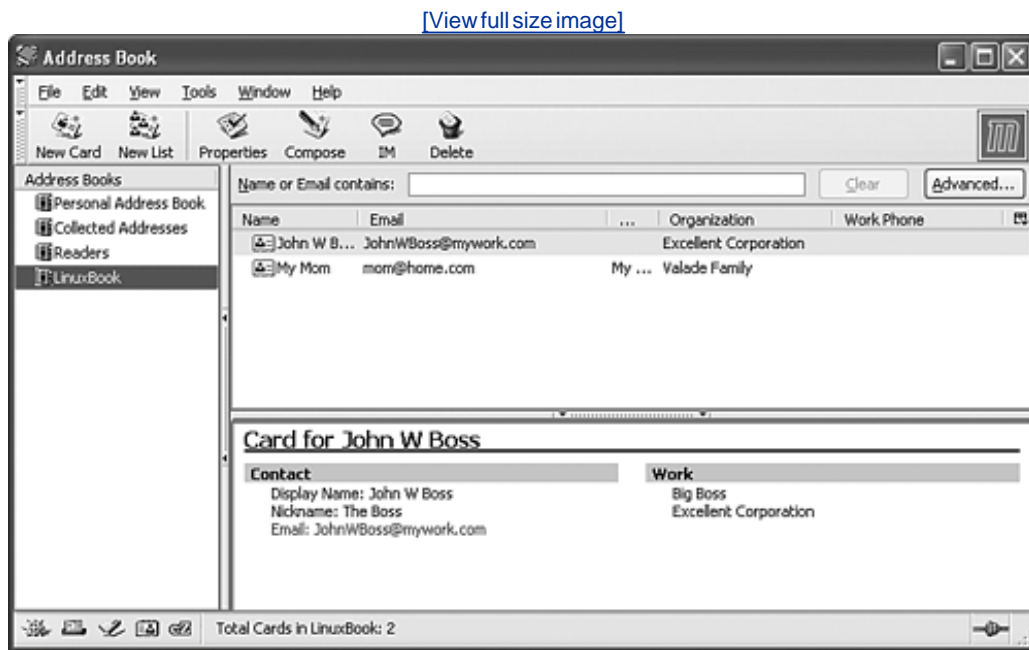 [View full size image]
Address Book
File Edit View Tools Window Help
New Card New List Properties Compose IM Delete
Address Books
Personal Address Book
Collected Addresses
Readers
LinuxBook
Name or Email contains: Clear Advanced...
Name Email ... Organization Work Phone
John W B... JohnWBoss@mywork.com Excellent Corporation
My Mom mom@home.com My ... Valade Family
Card for John W Boss
Contact
Display Name: John W Boss
Nickname: The Boss
Email: JohnWBoss@mywork.com
Work
Big Boss
Excellent Corporation
Total Cards in LinuxBook: 2